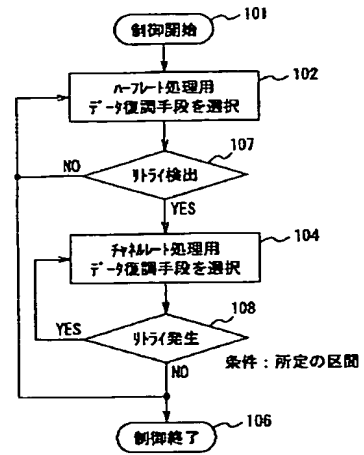 制御開始
101
ﾊｰﾌﾚｰﾄ処理用
ﾃﾞｰﾀ復調手段を選択
102
107
NO
ﾘﾄﾗｲ検出
YES
104
ﾁｬﾈﾙﾚｰﾄ処理用
ﾃﾞｰﾀ復調手段を選択
108
YES
ﾘﾄﾗｲ発生
条件：所定の区間
NO
制御終了
106